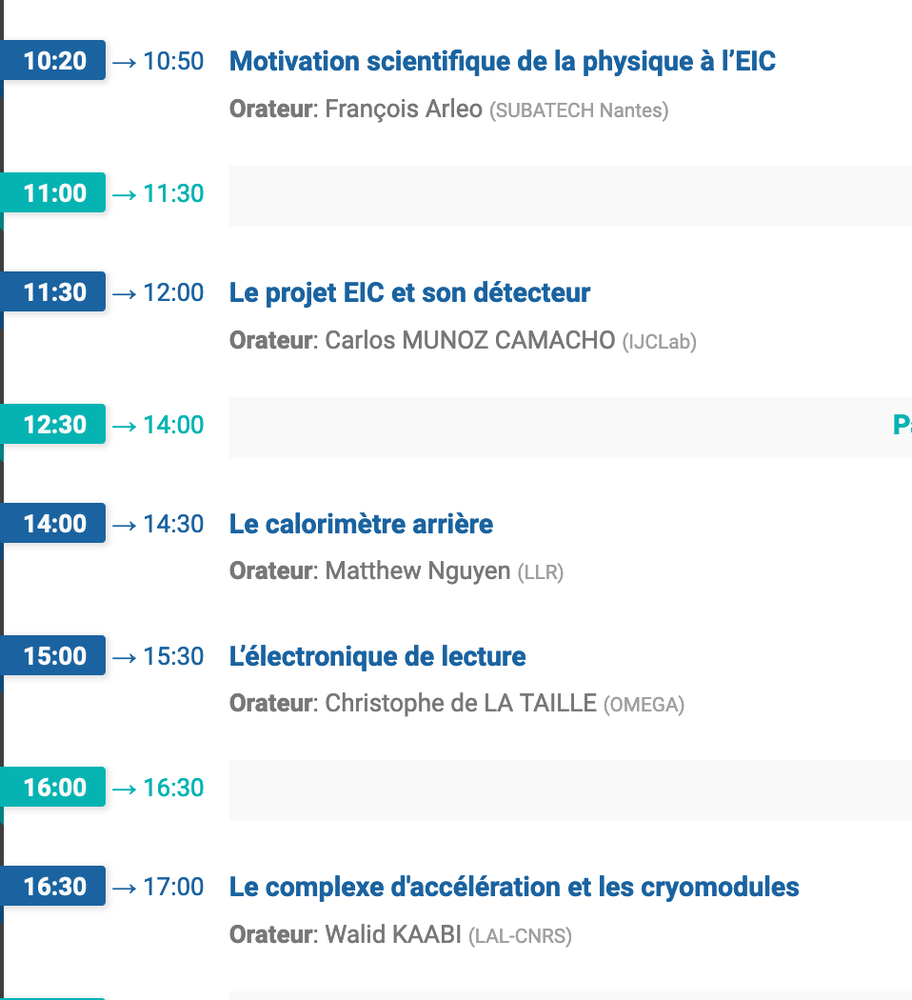 10:20 → 10:50 Motivation scientifique de la physique à l’EIC
Orateur: François Arleo (SUBATECH Nantes)
11:00 → 11:30
11:30 → 12:00 Le projet EIC et son détecteur
Orateur: Carlos MUNOZ CAMACHO (IJCLab)
12:30 → 14:00
14:00 → 14:30 Le calorimètre arrière
Orateur: Matthew Nguyen (LLR)
15:00 → 15:30 L’électronique de lecture
Orateur: Christophe de LA TAILLE (OMEGA)
16:00 → 16:30
16:30 → 17:00 Le complexe d'accélération et les cryomodules
Orateur: Walid KAABI (LAL-CNRS)